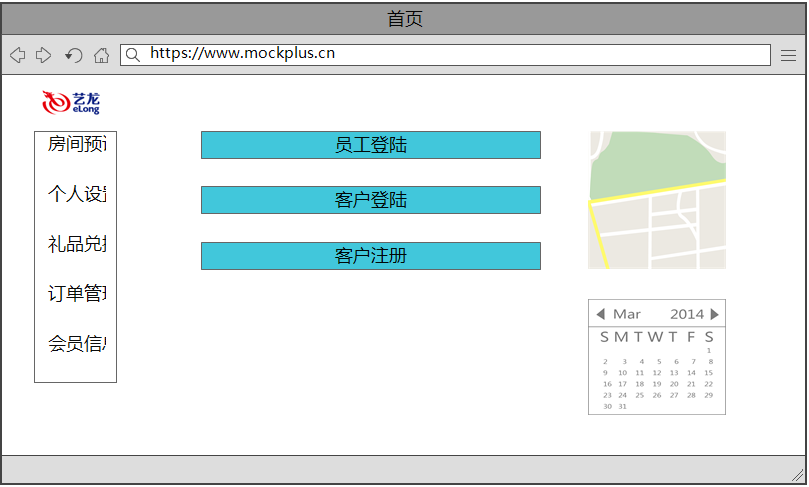 首页
https://www.mockplus.cn
艺龙
eLong
房间预
个人设
礼品兑
订单管
会员信
员工登陆
客户登陆
客户注册
Mar 2014
S M T W T F S
1
2 3 4 5 6 7 8
9 10 11 12 13 14 15
16 17 18 19 20 21 22
23 24 25 26 27 28 29
30 31